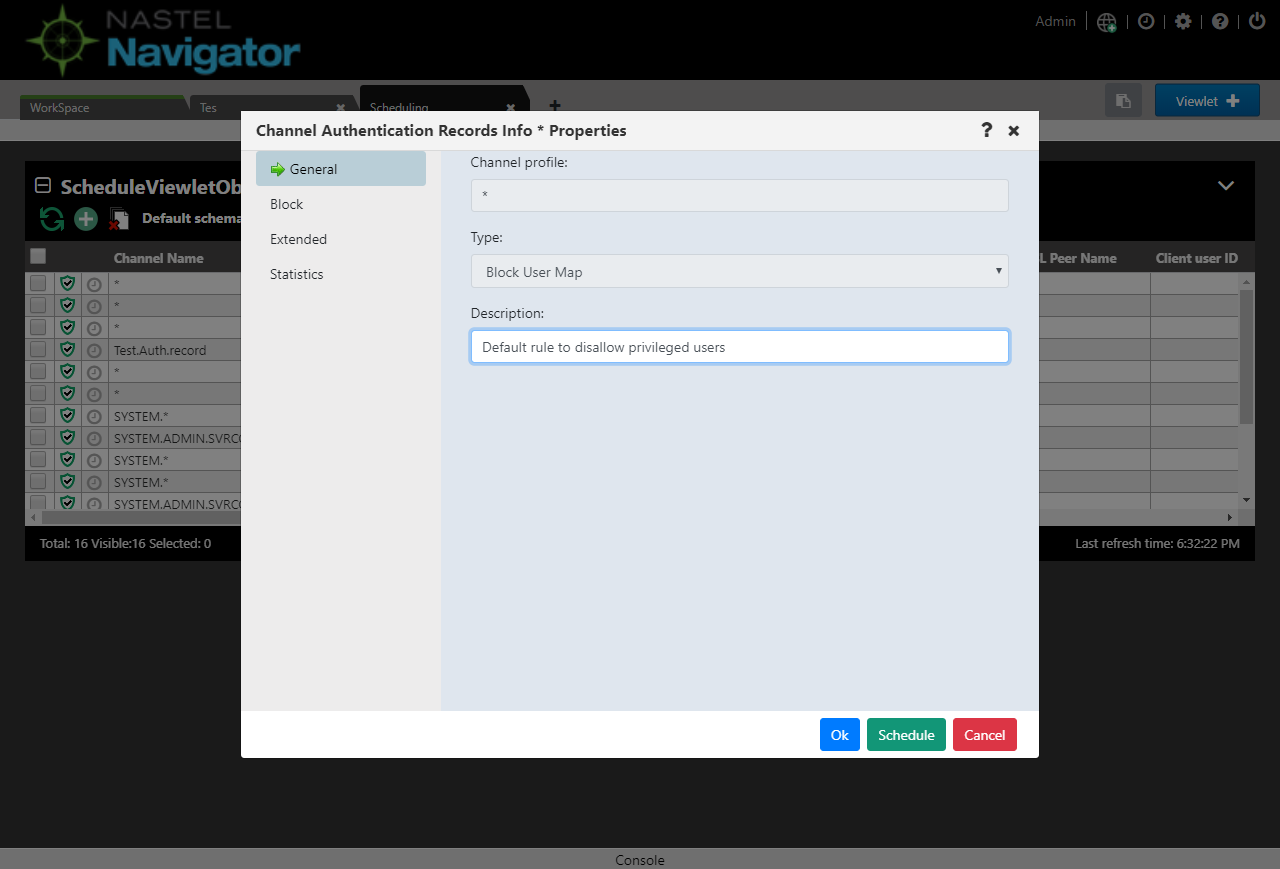 NASTEL
Navigator
Admin
WorkSpace
Tes
Scheduling
Viewlet
Channel Authentication Records Info * Properties
General
Block
Extended
Statistics
Channel profile:
*
Type:
Block User Map
Description:
Default rule to disallow privileged users
ScheduleViewletOb
Default schema
Channel Name
L Peer Name
Client user ID
*
*
*
Test.Auth.record
*
*
SYSTEM.*
SYSTEM.ADMIN.SVRCO
SYSTEM.*
SYSTEM.*
SYSTEM.ADMIN.SVRCO
Total: 16 Visible:16 Selected: 0
Last refresh time: 6:32:22 PM
Ok
Schedule
Cancel
Console